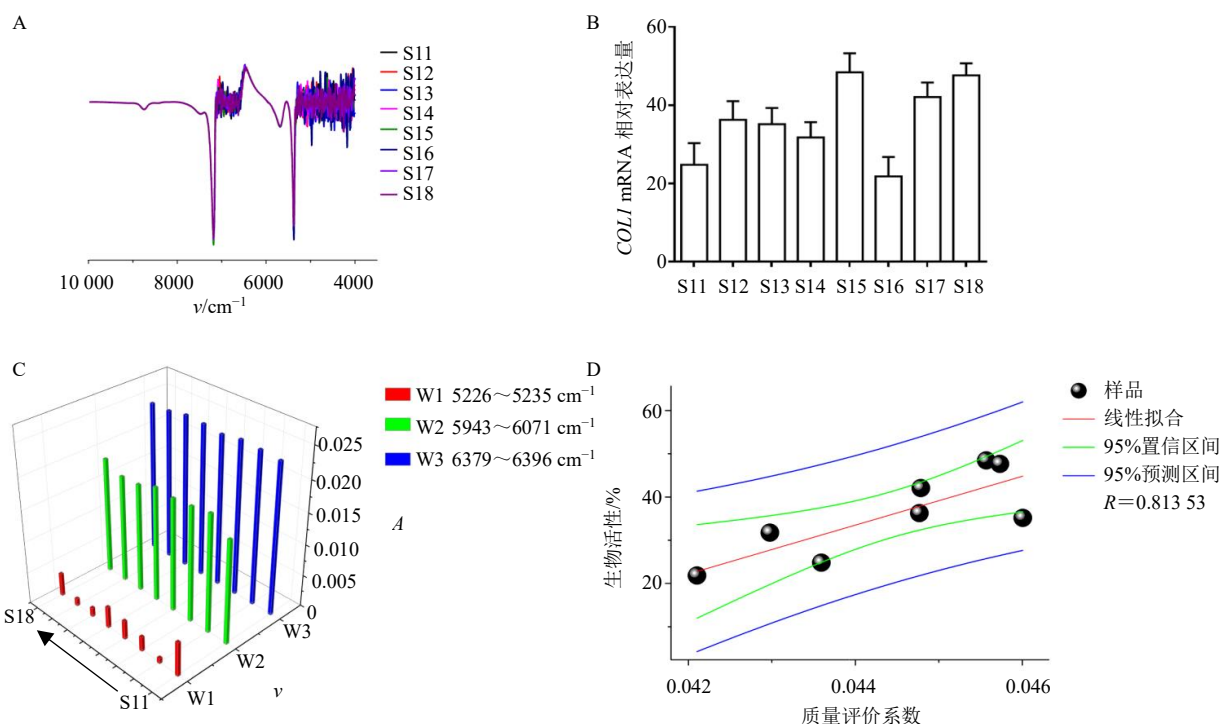 A
S11
S12
S13
S14
S15
S16
S17
S18
10 000 8000 6000 4000
v/cm⁻¹
B
COL1 mRNA 相对表达量
60
40
20
0
S11 S12 S13 S14 S15 S16 S17 S18
C
W1 5226～5235 cm⁻¹
W2 5943～6071 cm⁻¹
W3 6379～6396 cm⁻¹
0.025
0.020
0.015
0.010
0.005
0
A
S18
S11
W1
W2
W3
v
D
生物活性/%
60
40
20
0.042 0.044 0.046
质量评价系数
样品
线性拟合
95%置信区间
95%预测区间
R＝0.813 53